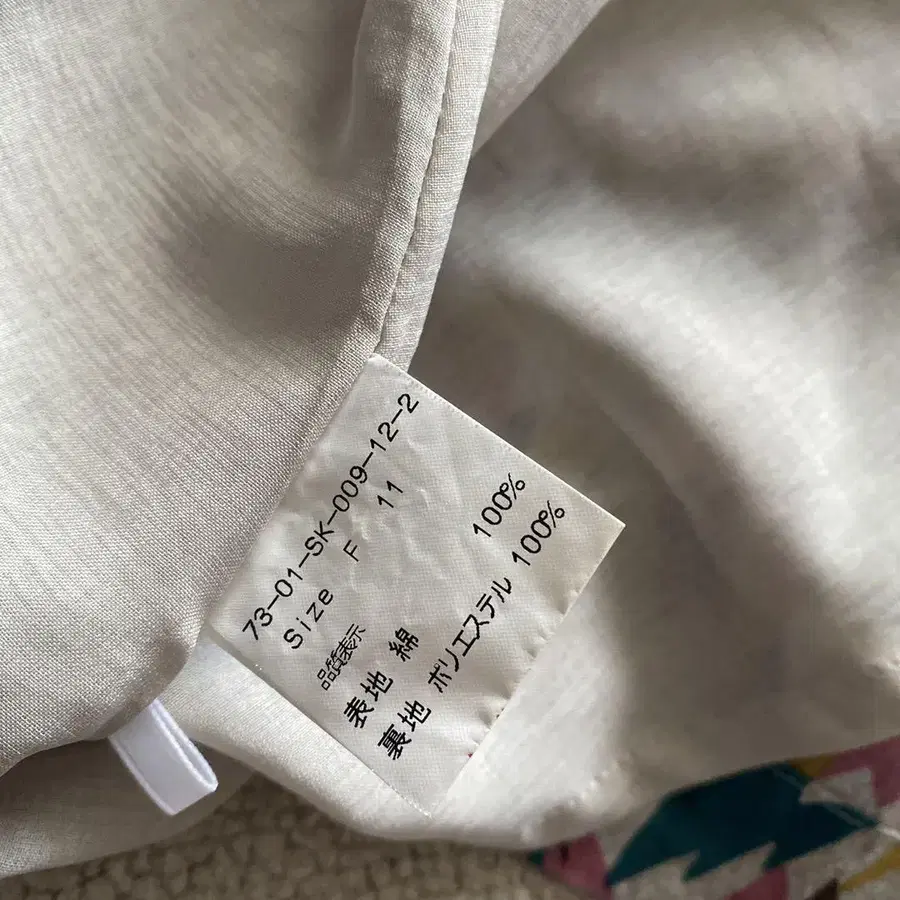 73-01-SK-009-12-2
Size F 11
品質表示
表地 綿 100%
裏地 ポリエステル 100%